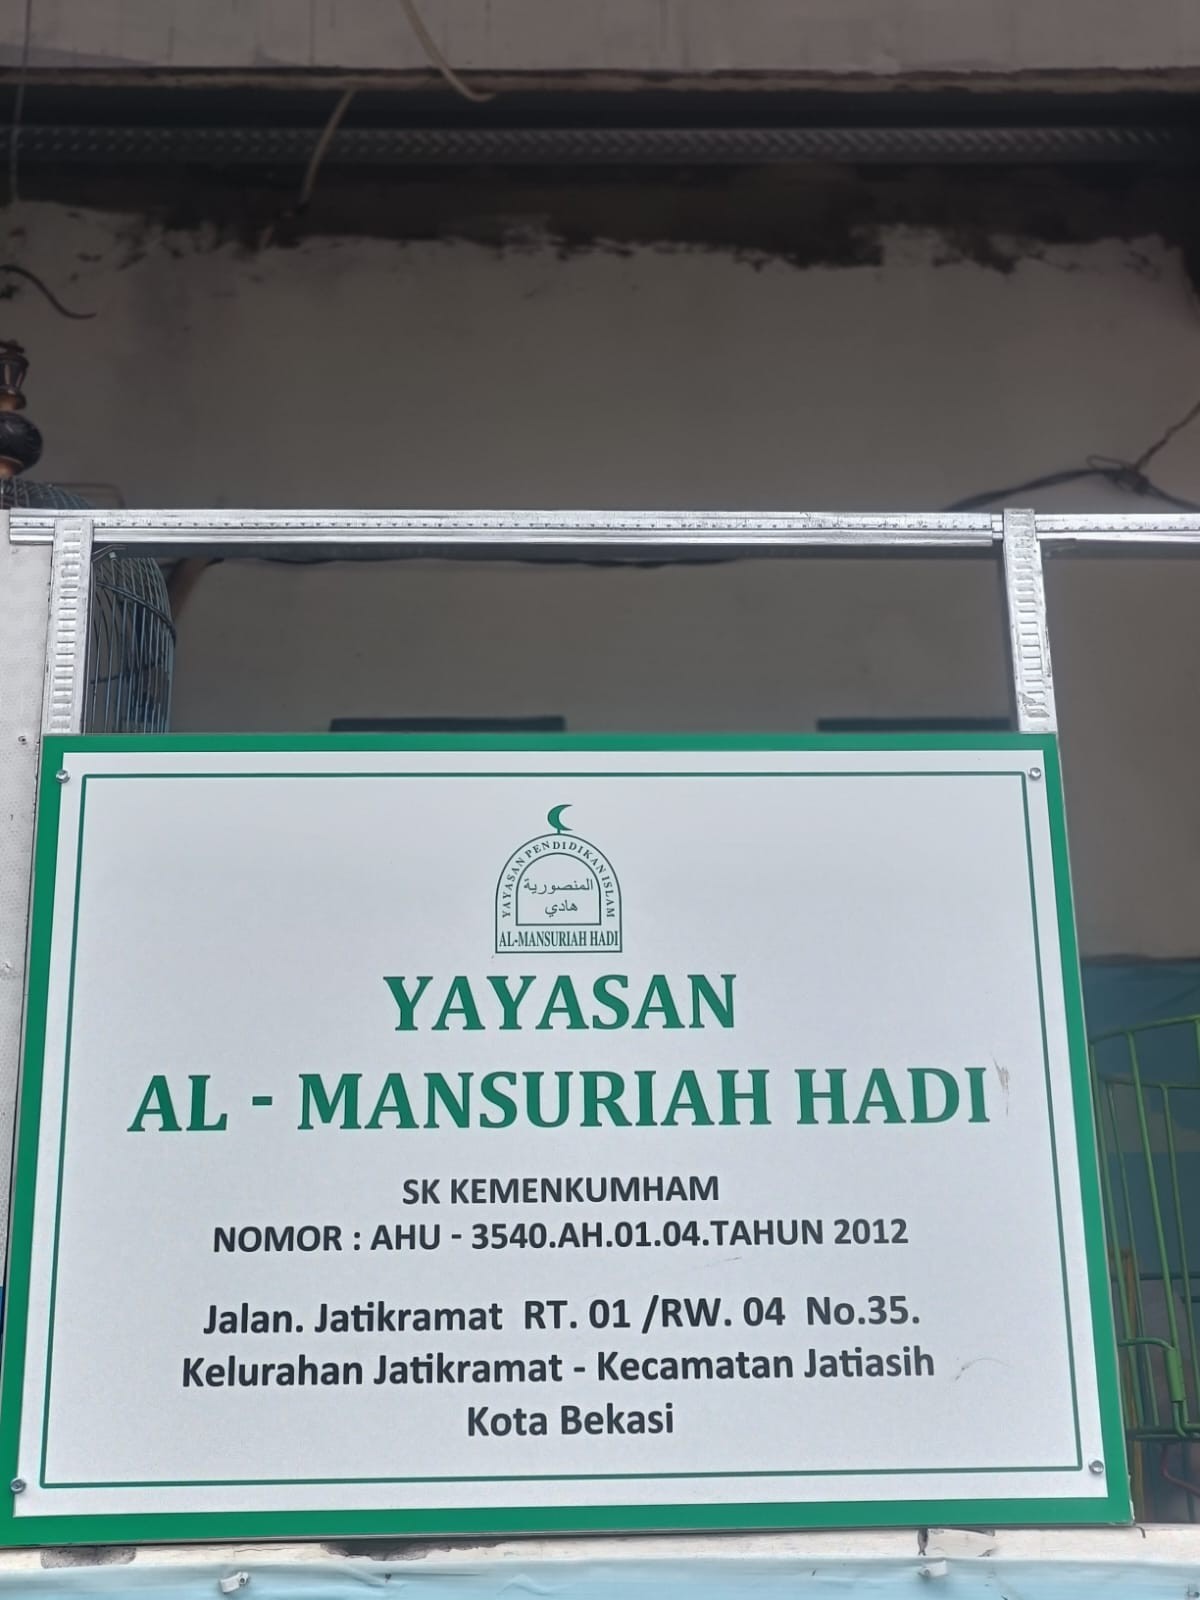 YAYASAN PENDIDIKAN ISLAM
المنصورية
هادي
AL-MANSURIAH HADI
YAYASAN
AL - MANSURIAH HADI
SK KEMENKUMHAM
NOMOR : AHU - 3540.AH.01.04.TAHUN 2012
Jalan. Jatikramat RT. 01 /RW. 04 No.35.
Kelurahan Jatikramat - Kecamatan Jatiasih
Kota Bekasi